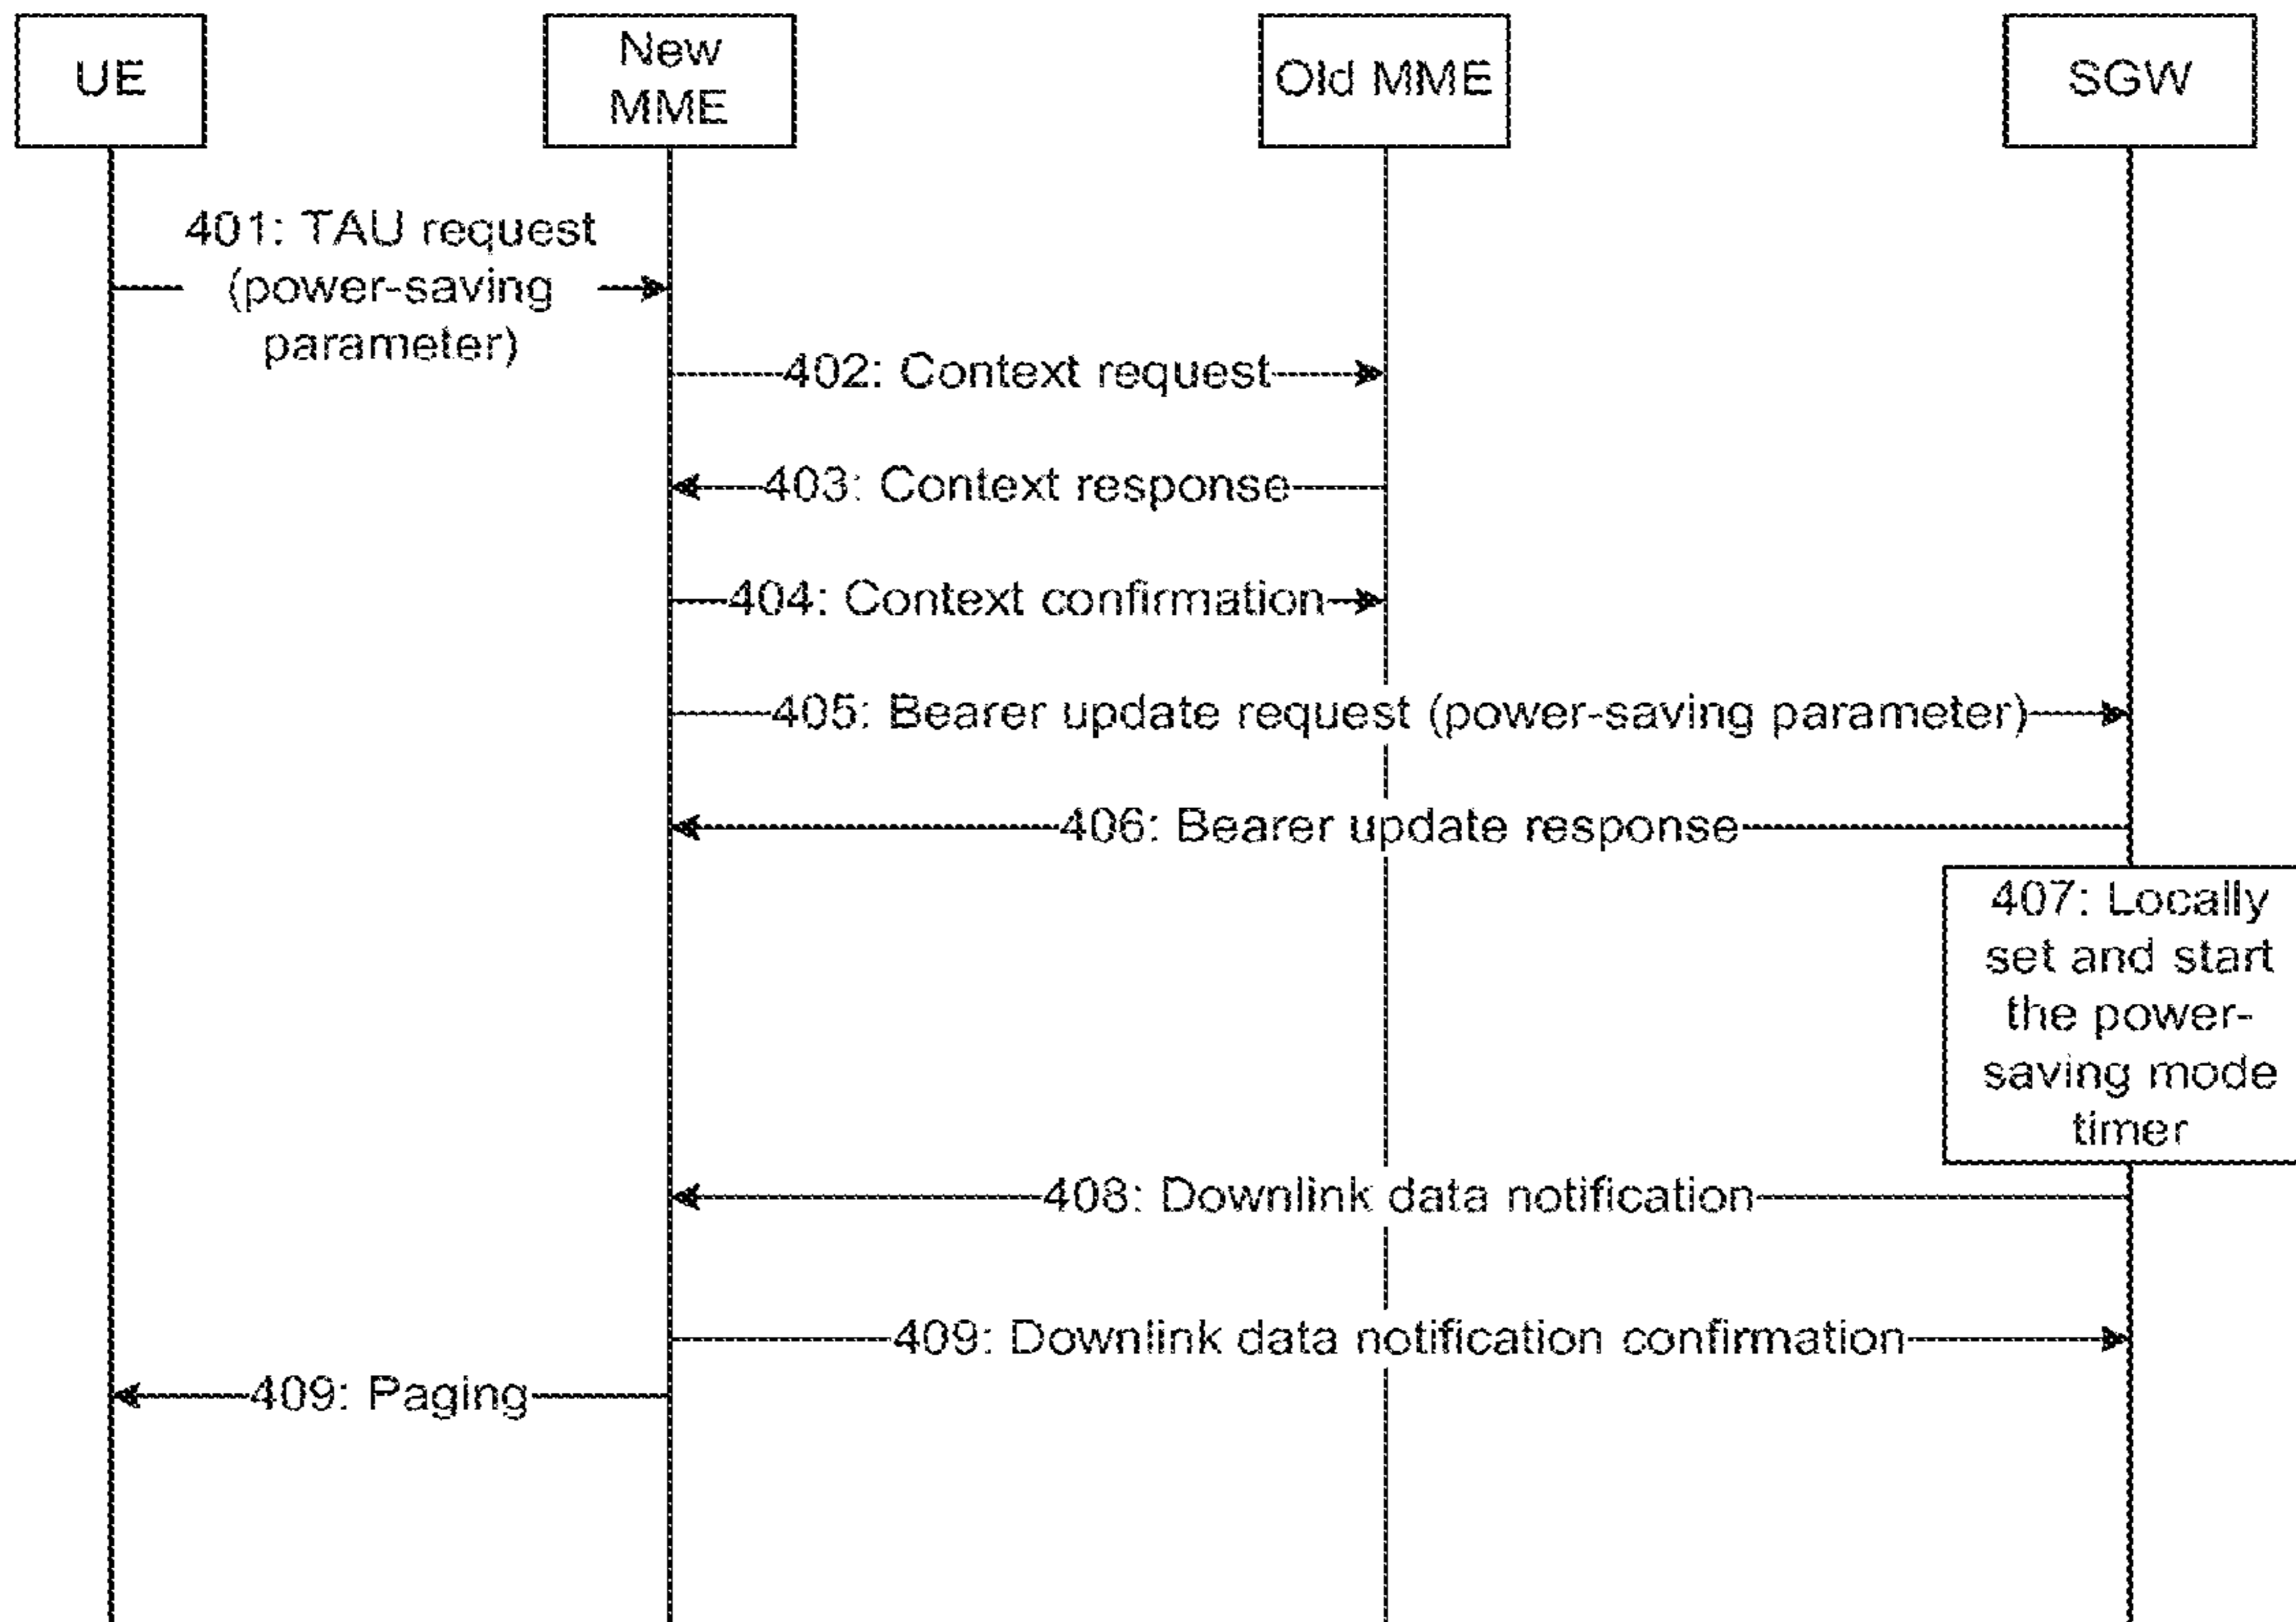 UE
New
MME
Old MME
SGW
401: TAU request
(power-saving
parameter)
402: Context request
403: Context response
404: Context confirmation
405: Bearer update request (power-saving parameter)
406: Bearer update response
407: Locally
set and start
the power-
saving mode
timer
408: Downlink data notification
409: Downlink data notification confirmation
409: Paging